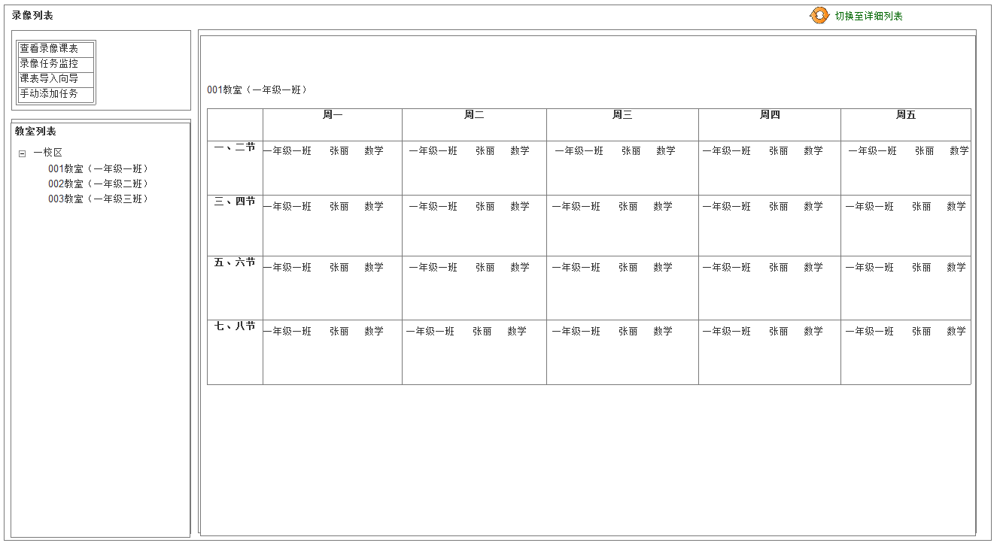 录像列表
切换至详细列表
查看录像课表
录像任务监控
课表导入向导
手动添加任务
教室列表
一校区
001教室（一年级一班）
002教室（一年级二班）
003教室（一年级三班）
001教室（一年级一班）
周一 周二 周三 周四 周五
一、二节 一年级一班 张丽 数学 一年级一班 张丽 数学 一年级一班 张丽 数学 一年级一班 张丽 数学 一年级一班 张丽 数学
三、四节 一年级一班 张丽 数学 一年级一班 张丽 数学 一年级一班 张丽 数学 一年级一班 张丽 数学 一年级一班 张丽 数学
五、六节 一年级一班 张丽 数学 一年级一班 张丽 数学 一年级一班 张丽 数学 一年级一班 张丽 数学 一年级一班 张丽 数学
七、八节 一年级一班 张丽 数学 一年级一班 张丽 数学 一年级一班 张丽 数学 一年级一班 张丽 数学 一年级一班 张丽 数学